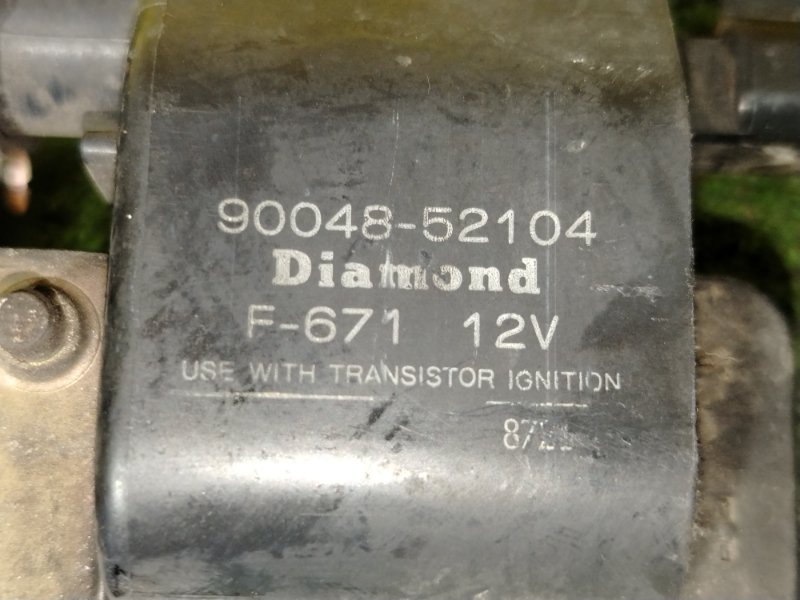 90048-52104
Diamond
F-671 12V
USE WITH TRANSISTOR IGNITION